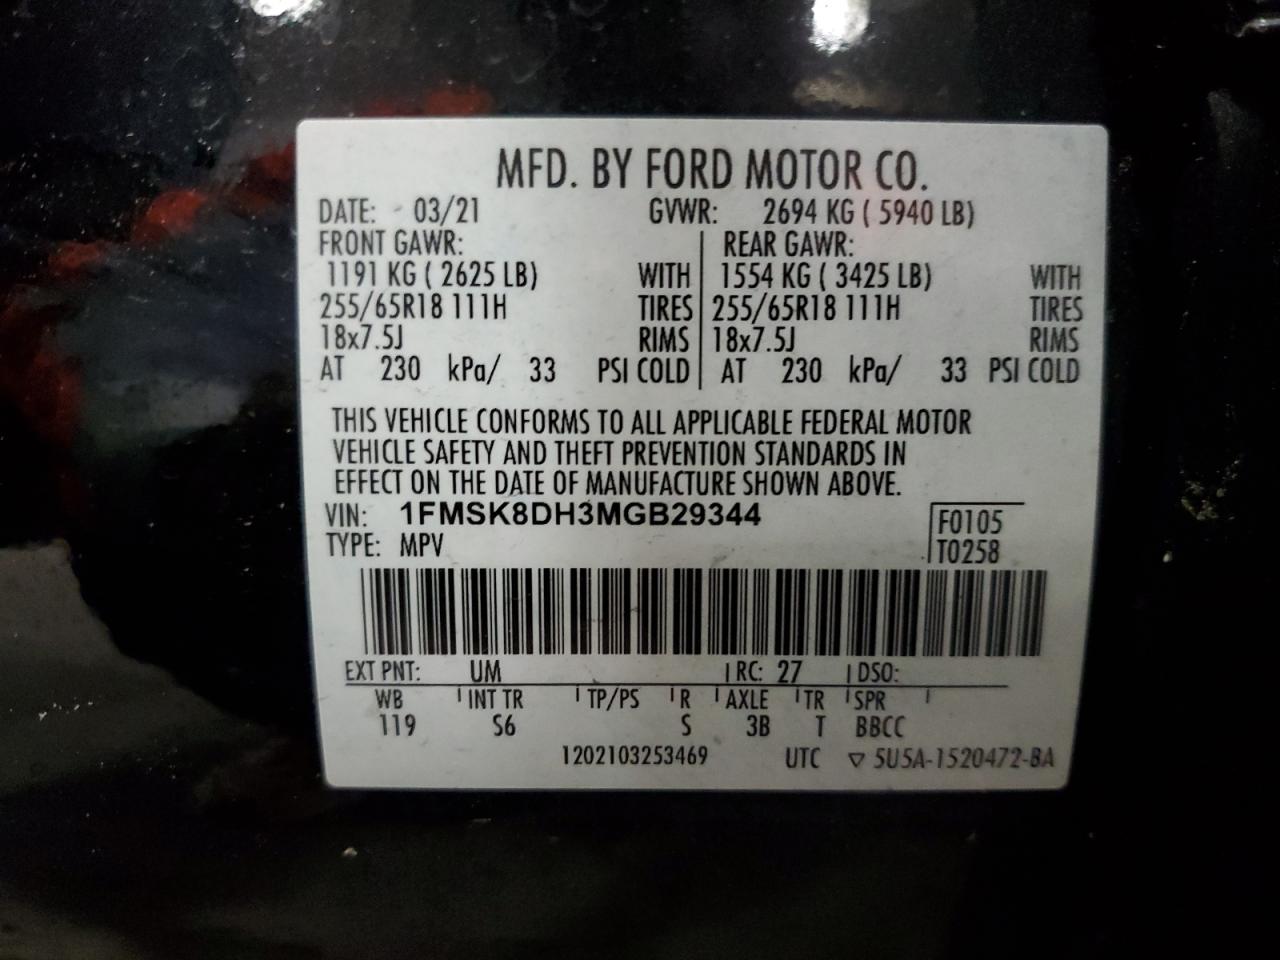 MFD. BY FORD MOTOR CO.
DATE: 03/21 GVWR: 2694 KG ( 5940 LB)
FRONT GAWR: REAR GAWR:
1191 KG ( 2625 LB) WITH 1554 KG ( 3425 LB) WITH
255/65R18 111H TIRES 255/65R18 111H TIRES
18x7.5J RIMS 18x7.5J RIMS
AT 230 kPa/ 33 PSI COLD AT 230 kPa/ 33 PSI COLD
THIS VEHICLE CONFORMS TO ALL APPLICABLE FEDERAL MOTOR
VEHICLE SAFETY AND THEFT PREVENTION STANDARDS IN
EFFECT ON THE DATE OF MANUFACTURE SHOWN ABOVE.
VIN: 1FMSK8DH3MGB29344 F0105
TYPE: MPV T0258
EXT PNT: UM RC: 27 DSO:
WB INT TR TP/PS R AXLE TR SPR
119 S6 S 3B T BBCC
1202103253469 UTC ▽ 5U5A-1520472-BA